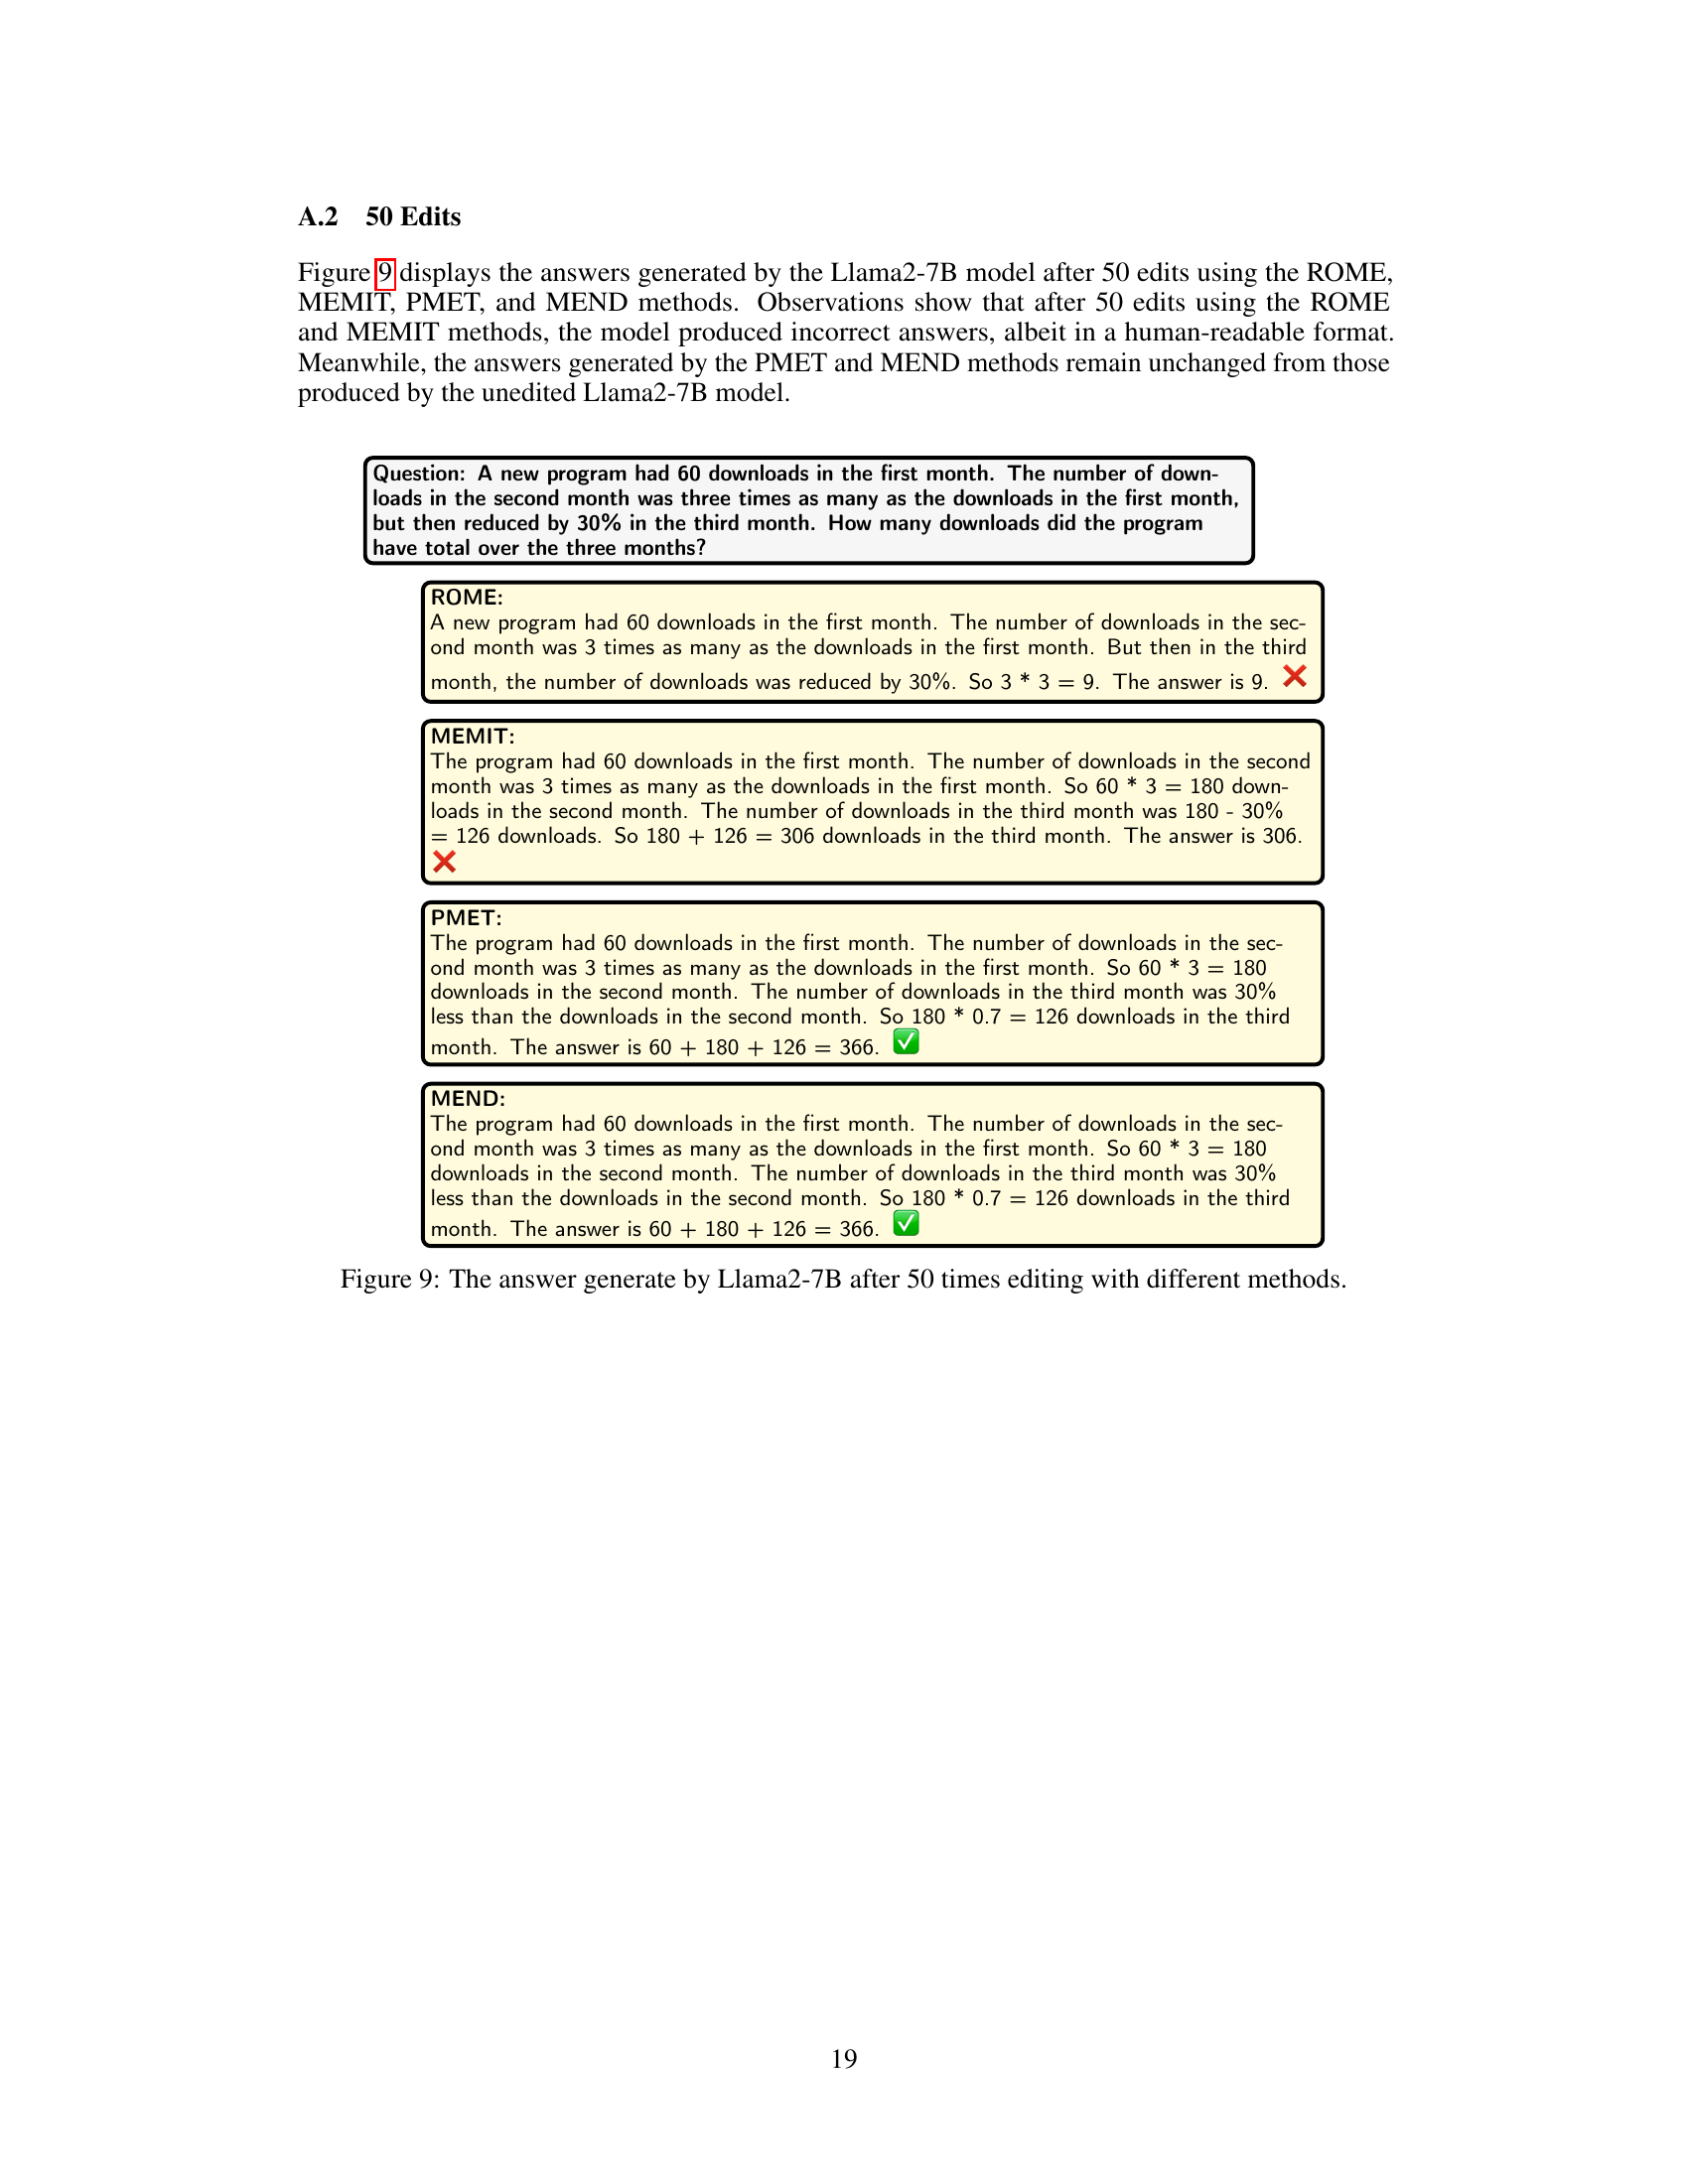 A.2 50 Edits
Figure 9 displays the answers generated by the Llama2-7B model after 50 edits using the ROME,
MEMIT, PMET, and MEND methods. Observations show that after 50 edits using the ROME
and MEMIT methods, the model produced incorrect answers, albeit in a human-readable format.
Meanwhile, the answers generated by the PMET and MEND methods remain unchanged from those
produced by the unedited Llama2-7B model.
Question: A new program had 60 downloads in the first month. The number of down-
loads in the second month was three times as many as the downloads in the first month,
but then reduced by 30% in the third month. How many downloads did the program
have total over the three months?
ROME:
A new program had 60 downloads in the first month. The number of downloads in the sec-
ond month was 3 times as many as the downloads in the first month. But then in the third
month, the number of downloads was reduced by 30%. So 3 * 3 = 9. The answer is 9. ❌
MEMIT:
The program had 60 downloads in the first month. The number of downloads in the second
month was 3 times as many as the downloads in the first month. So 60 * 3 = 180 down-
loads in the second month. The number of downloads in the third month was 180 - 30%
= 126 downloads. So 180 + 126 = 306 downloads in the third month. The answer is 306.
❌
PMET:
The program had 60 downloads in the first month. The number of downloads in the sec-
ond month was 3 times as many as the downloads in the first month. So 60 * 3 = 180
downloads in the second month. The number of downloads in the third month was 30%
less than the downloads in the second month. So 180 * 0.7 = 126 downloads in the third
month. The answer is 60 + 180 + 126 = 366. ✅
MEND:
The program had 60 downloads in the first month. The number of downloads in the sec-
ond month was 3 times as many as the downloads in the first month. So 60 * 3 = 180
downloads in the second month. The number of downloads in the third month was 30%
less than the downloads in the second month. So 180 * 0.7 = 126 downloads in the third
month. The answer is 60 + 180 + 126 = 366. ✅
Figure 9: The answer generate by Llama2-7B after 50 times editing with different methods.
19